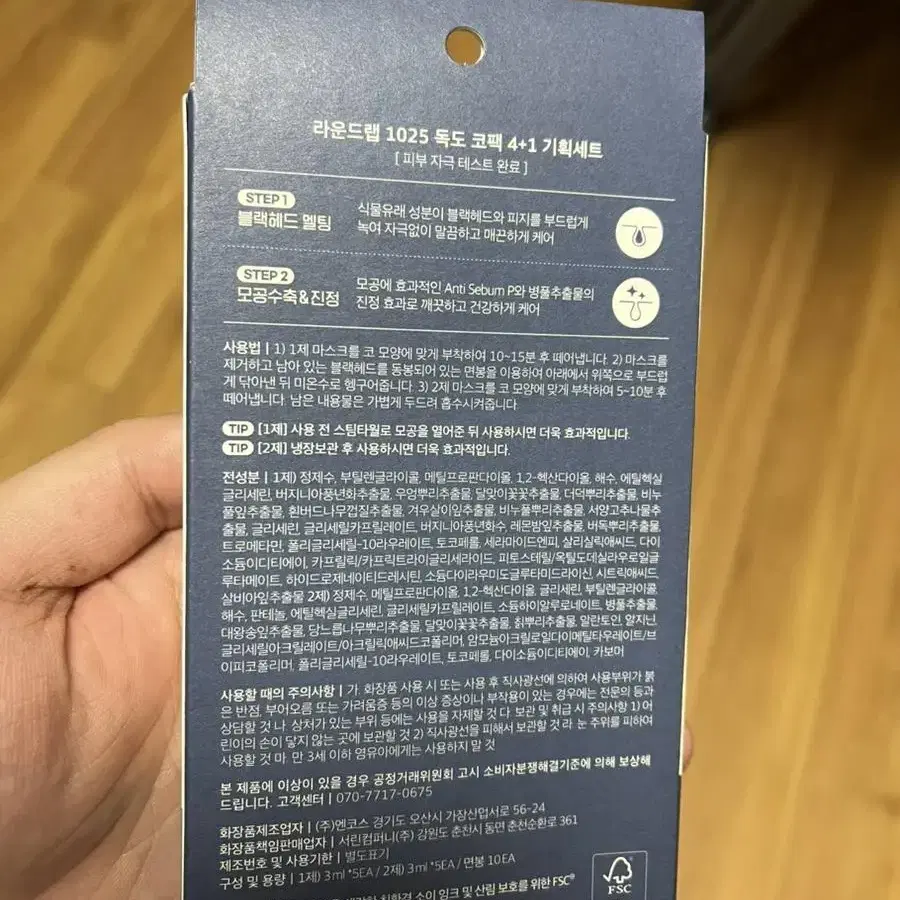 라운드랩 1025 독도 코팩 4+1 기획세트
[ 피부 자극 테스트 완료 ]
STEP 1
블랙헤드 멜팅
식물유래 성분이 블랙헤드와 피지를 부드럽게
녹여 자극없이 말끔하고 매끈하게 케어
STEP 2
모공수축&진정
모공에 효과적인 Anti Sebum P와 병풀추출물의
진정 효과로 깨끗하고 건강하게 케어
사용법 | 1) 1제 마스크를 코 모양에 맞게 부착하여 10~15분 후 떼어냅니다. 2) 마스크를
제거하고 남아 있는 블랙헤드를 동봉되어 있는 면봉을 이용하여 아래에서 위쪽으로 부드럽
게 닦아낸 뒤 미온수로 헹구어줍니다. 3) 2제 마스크를 코 모양에 맞게 부착하여 5~10분 후
떼어냅니다. 남은 내용물은 가볍게 두드려 흡수시켜줍니다.
TIP [1제] 사용 전 스팀타월로 모공을 열어준 뒤 사용하시면 더욱 효과적입니다.
TIP [2제] 냉장보관 후 사용하시면 더욱 효과적입니다.
전성분 | 1제) 정제수, 부틸렌글라이콜, 메틸프로판다이올, 1,2-헥산다이올, 해수, 에틸헥실
글리세린, 버지니아풍년화추출물, 우엉뿌리추출물, 달맞이꽃꽃추출물, 더덕뿌리추출물, 비누
풀잎추출물, 흰버드나무껍질추출물, 겨우살이잎추출물, 비누풀뿌리추출물, 서양고추나물추
출물, 글리세린, 글리세릴카프릴레이트, 버지니아풍년화수, 레몬밤잎추출물, 버독뿌리추출물,
트로메타민, 폴리글리세릴-10라우레이트, 토코페롤, 세라마이드엔피, 살리실릭애씨드, 다이
소듐이디티에이, 카프릴릭/카프릭트라이글리세라이드, 피토스테릴/옥틸도데실라우로일글
루타메이트, 하이드로제네이티드레시틴, 소듐다이라우라미도글루타미드라이신, 시트릭애씨드,
살비아잎추출물 2제) 정제수, 메틸프로판다이올, 1,2-헥산다이올, 글리세린, 부틸렌글라이콜,
해수, 판테놀, 에틸헥실글리세린, 글리세릴카프릴레이트, 소듐하이알루로네이트, 병풀추출물,
대왕송잎추출물, 당느릅나무뿌리추출물, 달맞이꽃꽃추출물, 칡뿌리추출물, 알란토인, 알지닌,
글리세릴아크릴레이트/아크릴릭애씨드코폴리머, 암모늄아크릴로일다이메틸타우레이트/브
이피코폴리머, 폴리글리세릴-10라우레이트, 토코페롤, 다이소듐이디티에이, 카보머
사용할 때의 주의사항 | 가. 화장품 사용 시 또는 사용 후 직사광선에 의하여 사용부위가 붉
은 반점, 부어오름 또는 가려움증 등의 이상 증상이나 부작용이 있는 경우에는 전문의 등과
상담할 것 나. 상처가 있는 부위 등에는 사용을 자제할 것 다. 보관 및 취급 시 주의사항 1) 어
린이의 손이 닿지 않는 곳에 보관할 것 2) 직사광선을 피해서 보관할 것 라. 눈 주위를 피하여
사용할 것 마. 만 3세 이하 영유아에게는 사용하지 말 것
본 제품에 이상이 있을 경우 공정거래위원회 고시 소비자분쟁해결기준에 의해 보상해
드립니다. 고객센터 | 070-7717-0675
화장품제조업자 | (주)엔코스 경기도 오산시 가장산업서로 56-24
화장품책임판매업자 | 서린컴퍼니(주) 강원도 춘천시 동면 춘천순환로 361
제조번호 및 사용기한 | 별도표기
구성 및 용량 | 1제) 3ml *5EA / 2제) 3ml *5EA / 면봉 10EA
친환경 소이 잉크 및 산림 보호를 위한 FSC®
FSC